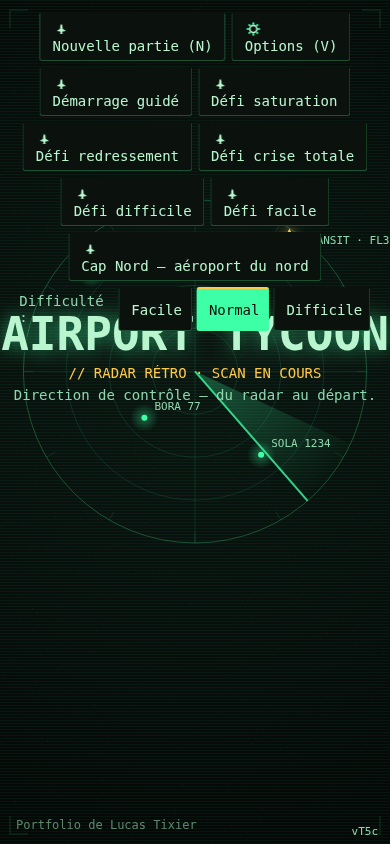 Nouvelle partie (N)
Options (V)
Démarrage guidé
Défi saturation
Défi redressement
Défi crise totale
Défi difficile
Défi facile
ANSIT · FL3
Cap Nord — aéroport du nord
Difficulté :
Facile
Normal
Difficile
AIRPORT TYCOON
// RADAR RÉTRO · SCAN EN COURS
Direction de contrôle — du radar au départ.
BORA 77
SOLA 1234
Portfolio de Lucas Tixier
vT5c